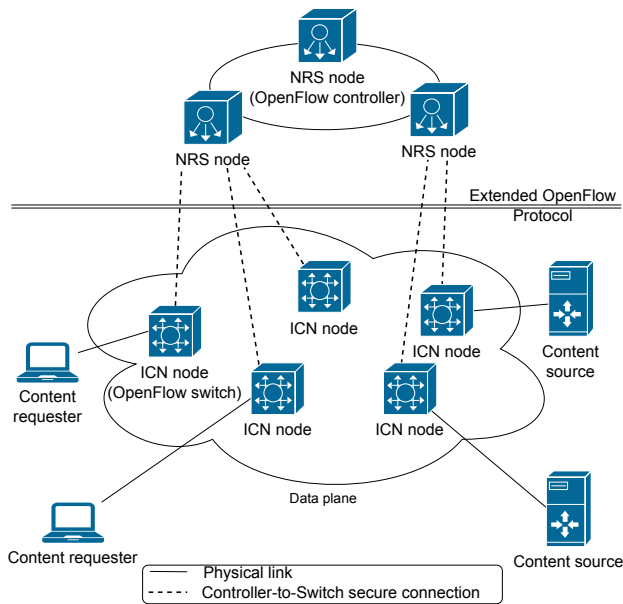 NRS node
(OpenFlow controller)
NRS node
NRS node
Extended OpenFlow
Protocol
ICN node
ICN node
(OpenFlow switch)
ICN node
Content
source
Content
requester
ICN node
ICN node
Data plane
Content requester
Content source
Physical link
Controller-to-Switch secure connection